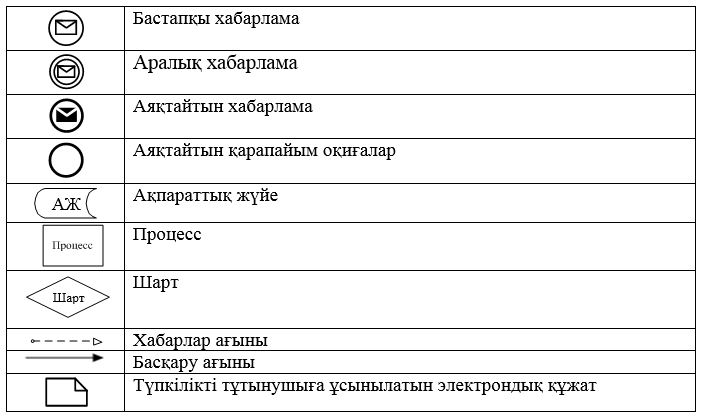 Бастапқы хабарлама
Аралық хабарлама
Аяқтайтын хабарлама
Аяқтайтын қарапайым оқиғалар
АЖ Ақпараттық жүйе
Процесс Процесс
Шарт Шарт
Хабарлар ағыны
Басқару ағыны
Түпкілікті тұтынушыға ұсынылатын электрондық құжат